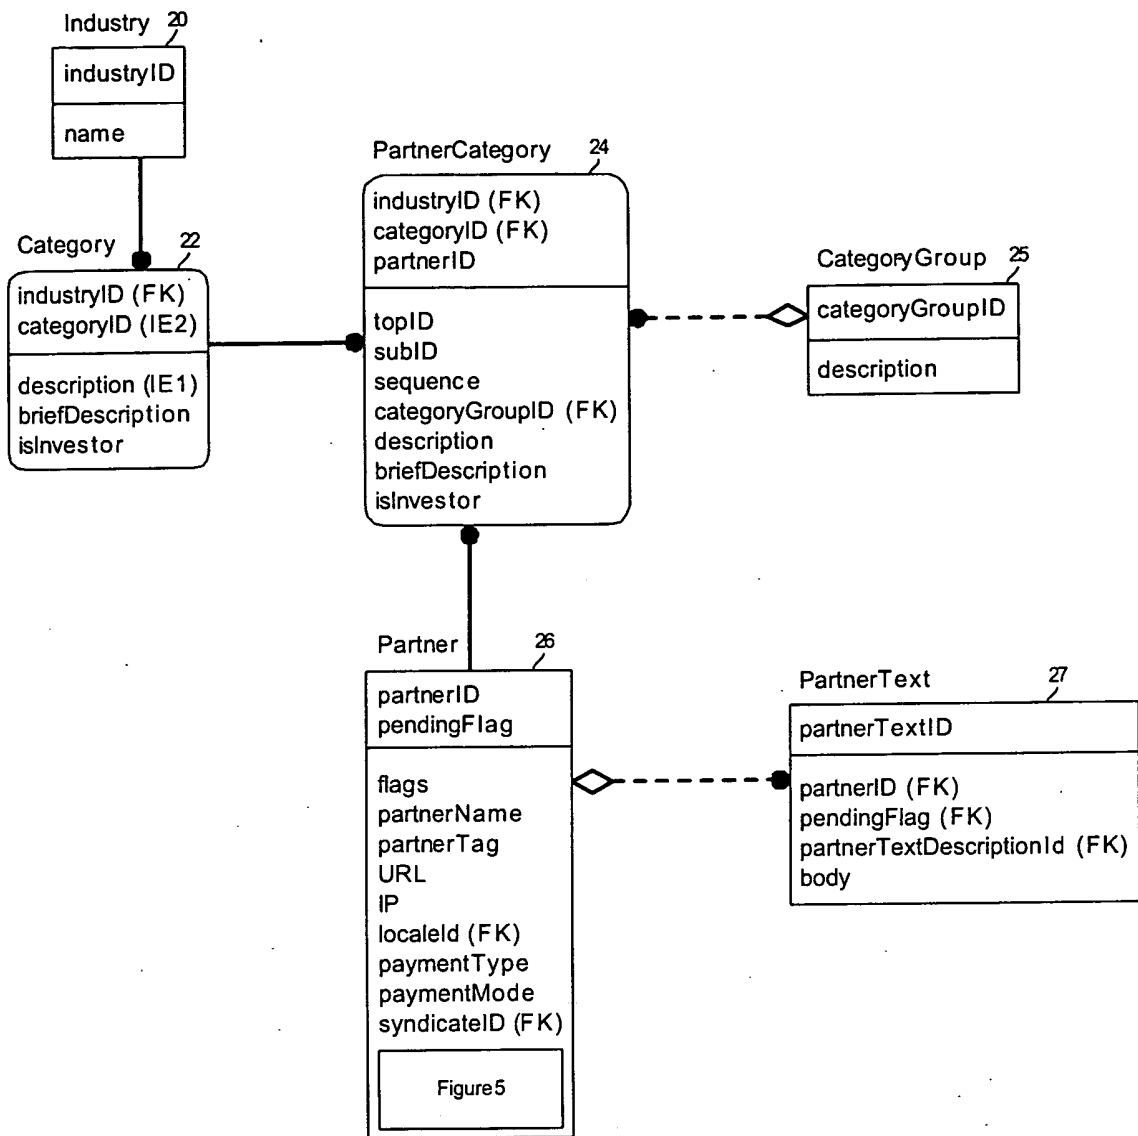 Industry 20
industryID
name
Category 22
industryID (FK)
categoryID (IE2)
description (IE1)
briefDescription
isInvestor
PartnerCategory 24
industryID (FK)
categoryID (FK)
partnerID
topID
subID
sequence
categoryGroupID (FK)
description
briefDescription
isInvestor
CategoryGroup 25
categoryGroupID
description
Partner 26
partnerID
pendingFlag
flags
partnerName
partnerTag
URL
IP
localeId (FK)
paymentType
paymentMode
syndicateID (FK)
Figure5
PartnerText 27
partnerTextID
partnerID (FK)
pendingFlag (FK)
partnerTextDescriptionId (FK)
body